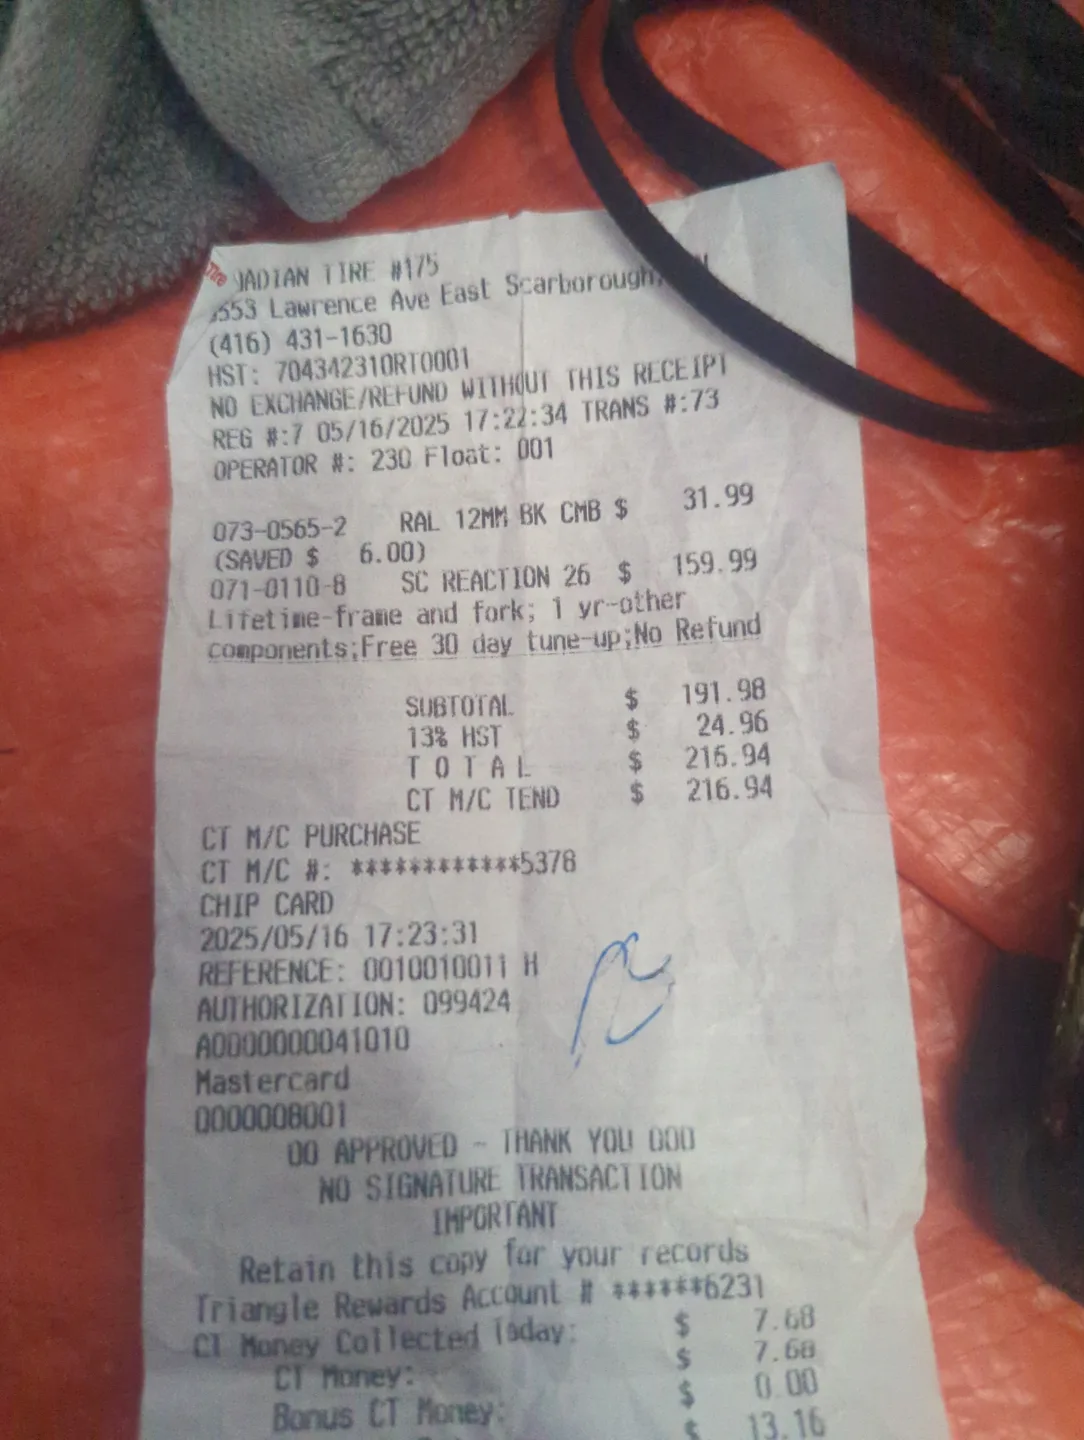 Tire
ADIAN TIRE #175
553 Lawrence Ave East Scarborough,
(416) 431-1630
HST: 704342310RT0001
NO EXCHANGE/REFUND WITHOUT THIS RECEIPT
REG #:7 05/16/2025 17:22:34 TRANS #:73
OPERATOR #: 230 Float: 001
073-0565-2 RAL 12MM BK CMB $ 31.99
(SAVED $ 6.00)
071-0110-8 SC REACTION 26 $ 159.99
Lifetime-frame and fork; 1 yr-other
components;Free 30 day tune-up;No Refund
SUBTOTAL $ 191.98
13% HST $ 24.96
T O T A L $ 216.94
CT M/C TEND $ 216.94
CT M/C PURCHASE
CT M/C #: ************5378
CHIP CARD
2025/05/16 17:23:31
REFERENCE: 0010010011 H
AUTHORIZATION: 099424
A0000000041010
Mastercard
0000008001
00 APPROVED - THANK YOU 000
NO SIGNATURE TRANSACTION
IMPORTANT
Retain this copy for your records
Triangle Rewards Account # ******6231
CT Money Collected Today: $ 7.68
CT Money: $ 7.68
Bonus CT Money: $ 0.00
$ 13.16